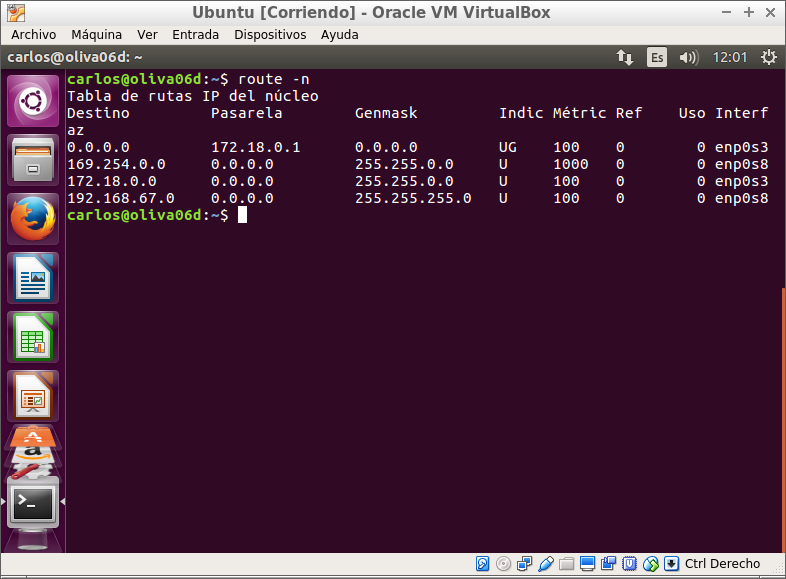 Ubuntu [Corriendo] - Oracle VM VirtualBox
Archivo Máquina Ver Entrada Dispositivos Ayuda
carlos@oliva06d: ~ Es 12:01
carlos@oliva06d:~$ route -n
Tabla de rutas IP del núcleo
Destino Pasarela Genmask Indic Métric Ref Uso Interf
az
0.0.0.0 172.18.0.1 0.0.0.0 UG 100 0 0 enp0s3
169.254.0.0 0.0.0.0 255.255.0.0 U 1000 0 0 enp0s8
172.18.0.0 0.0.0.0 255.255.0.0 U 100 0 0 enp0s3
192.168.67.0 0.0.0.0 255.255.255.0 U 100 0 0 enp0s8
carlos@oliva06d:~$
Ctrl Derecho